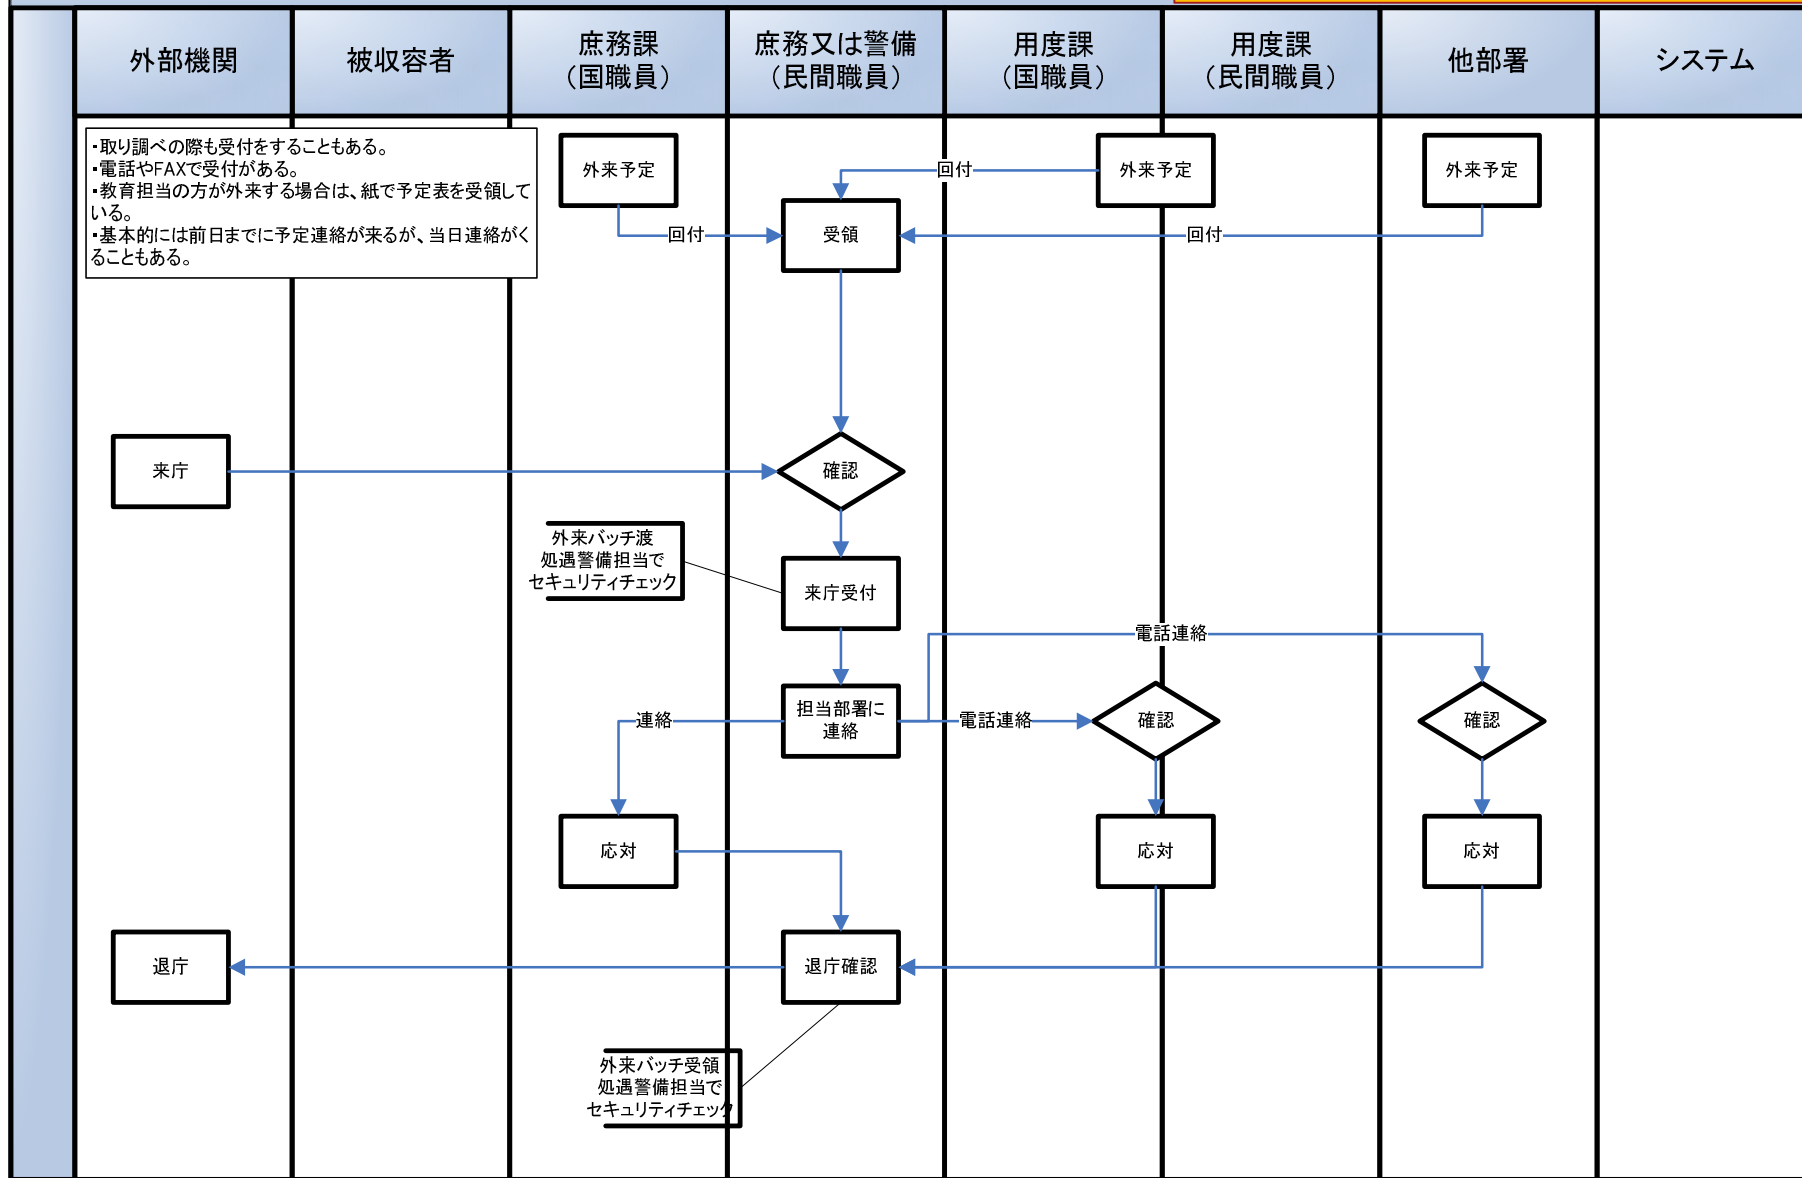 外部機関
被収容者
庶務課
（国職員）
庶務又は警備
（民間職員）
用度課
（国職員）
用度課
（民間職員）
他部署
システム
・取り調べの際も受付をすることもある。
・電話やFAXで受付がある。
・教育担当の方が外来する場合は、紙で予定表を受領して
いる。
・基本的には前日までに予定連絡が来るが、当日連絡がく
ることもある。
外来予定
回付
外来予定
外来予定
回付
受領
回付
来庁
確認
外来バッチ渡
処遇警備担当で
セキュリティチェック
来庁受付
電話連絡
連絡
担当部署に
連絡
電話連絡
確認
確認
応対
応対
応対
退庁
退庁確認
外来バッチ受領
処遇警備担当で
セキュリティチェック